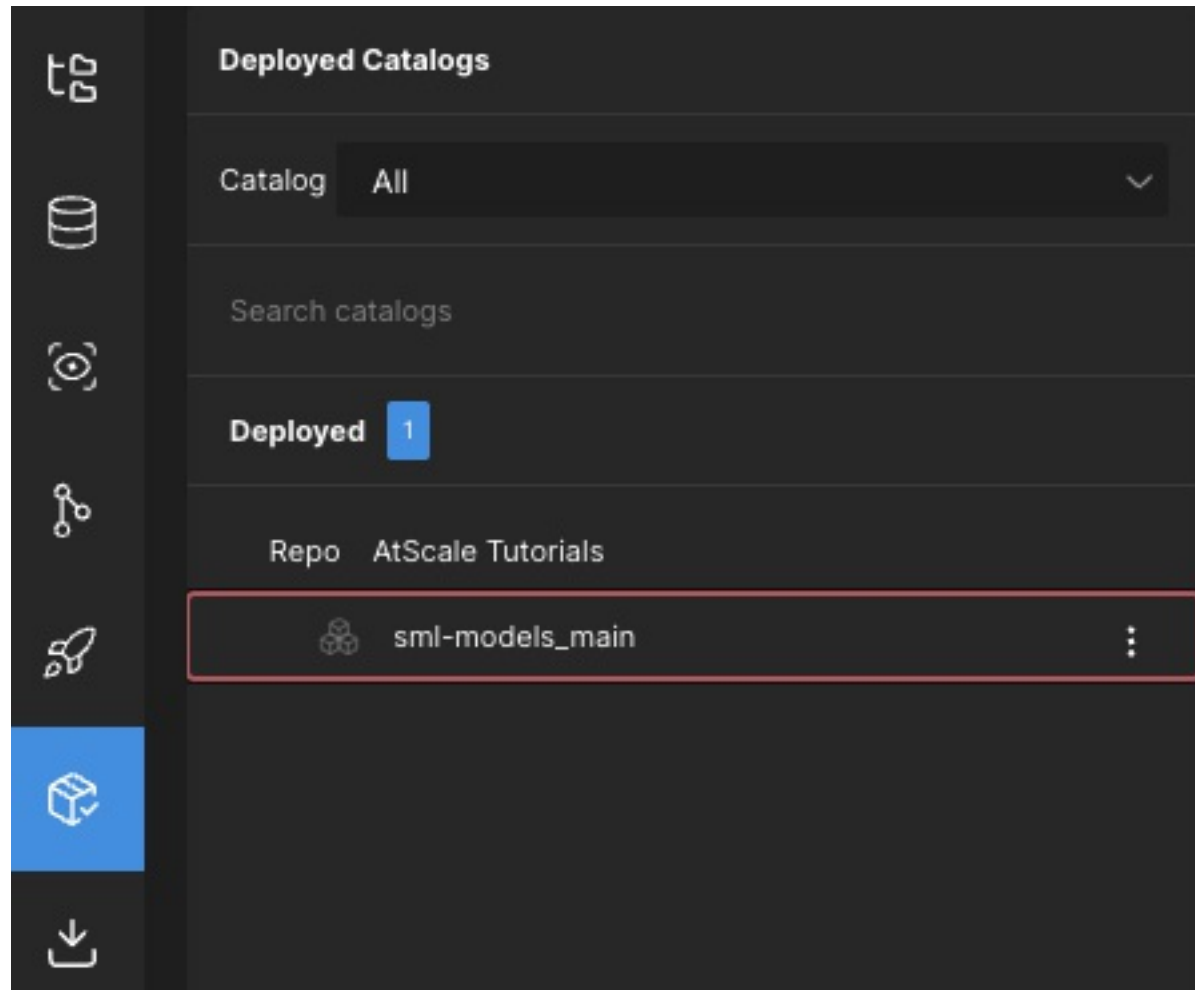 Deployed Catalogs
Catalog All
Search catalogs
Deployed 1
Repo AtScale Tutorials
sml-models_main